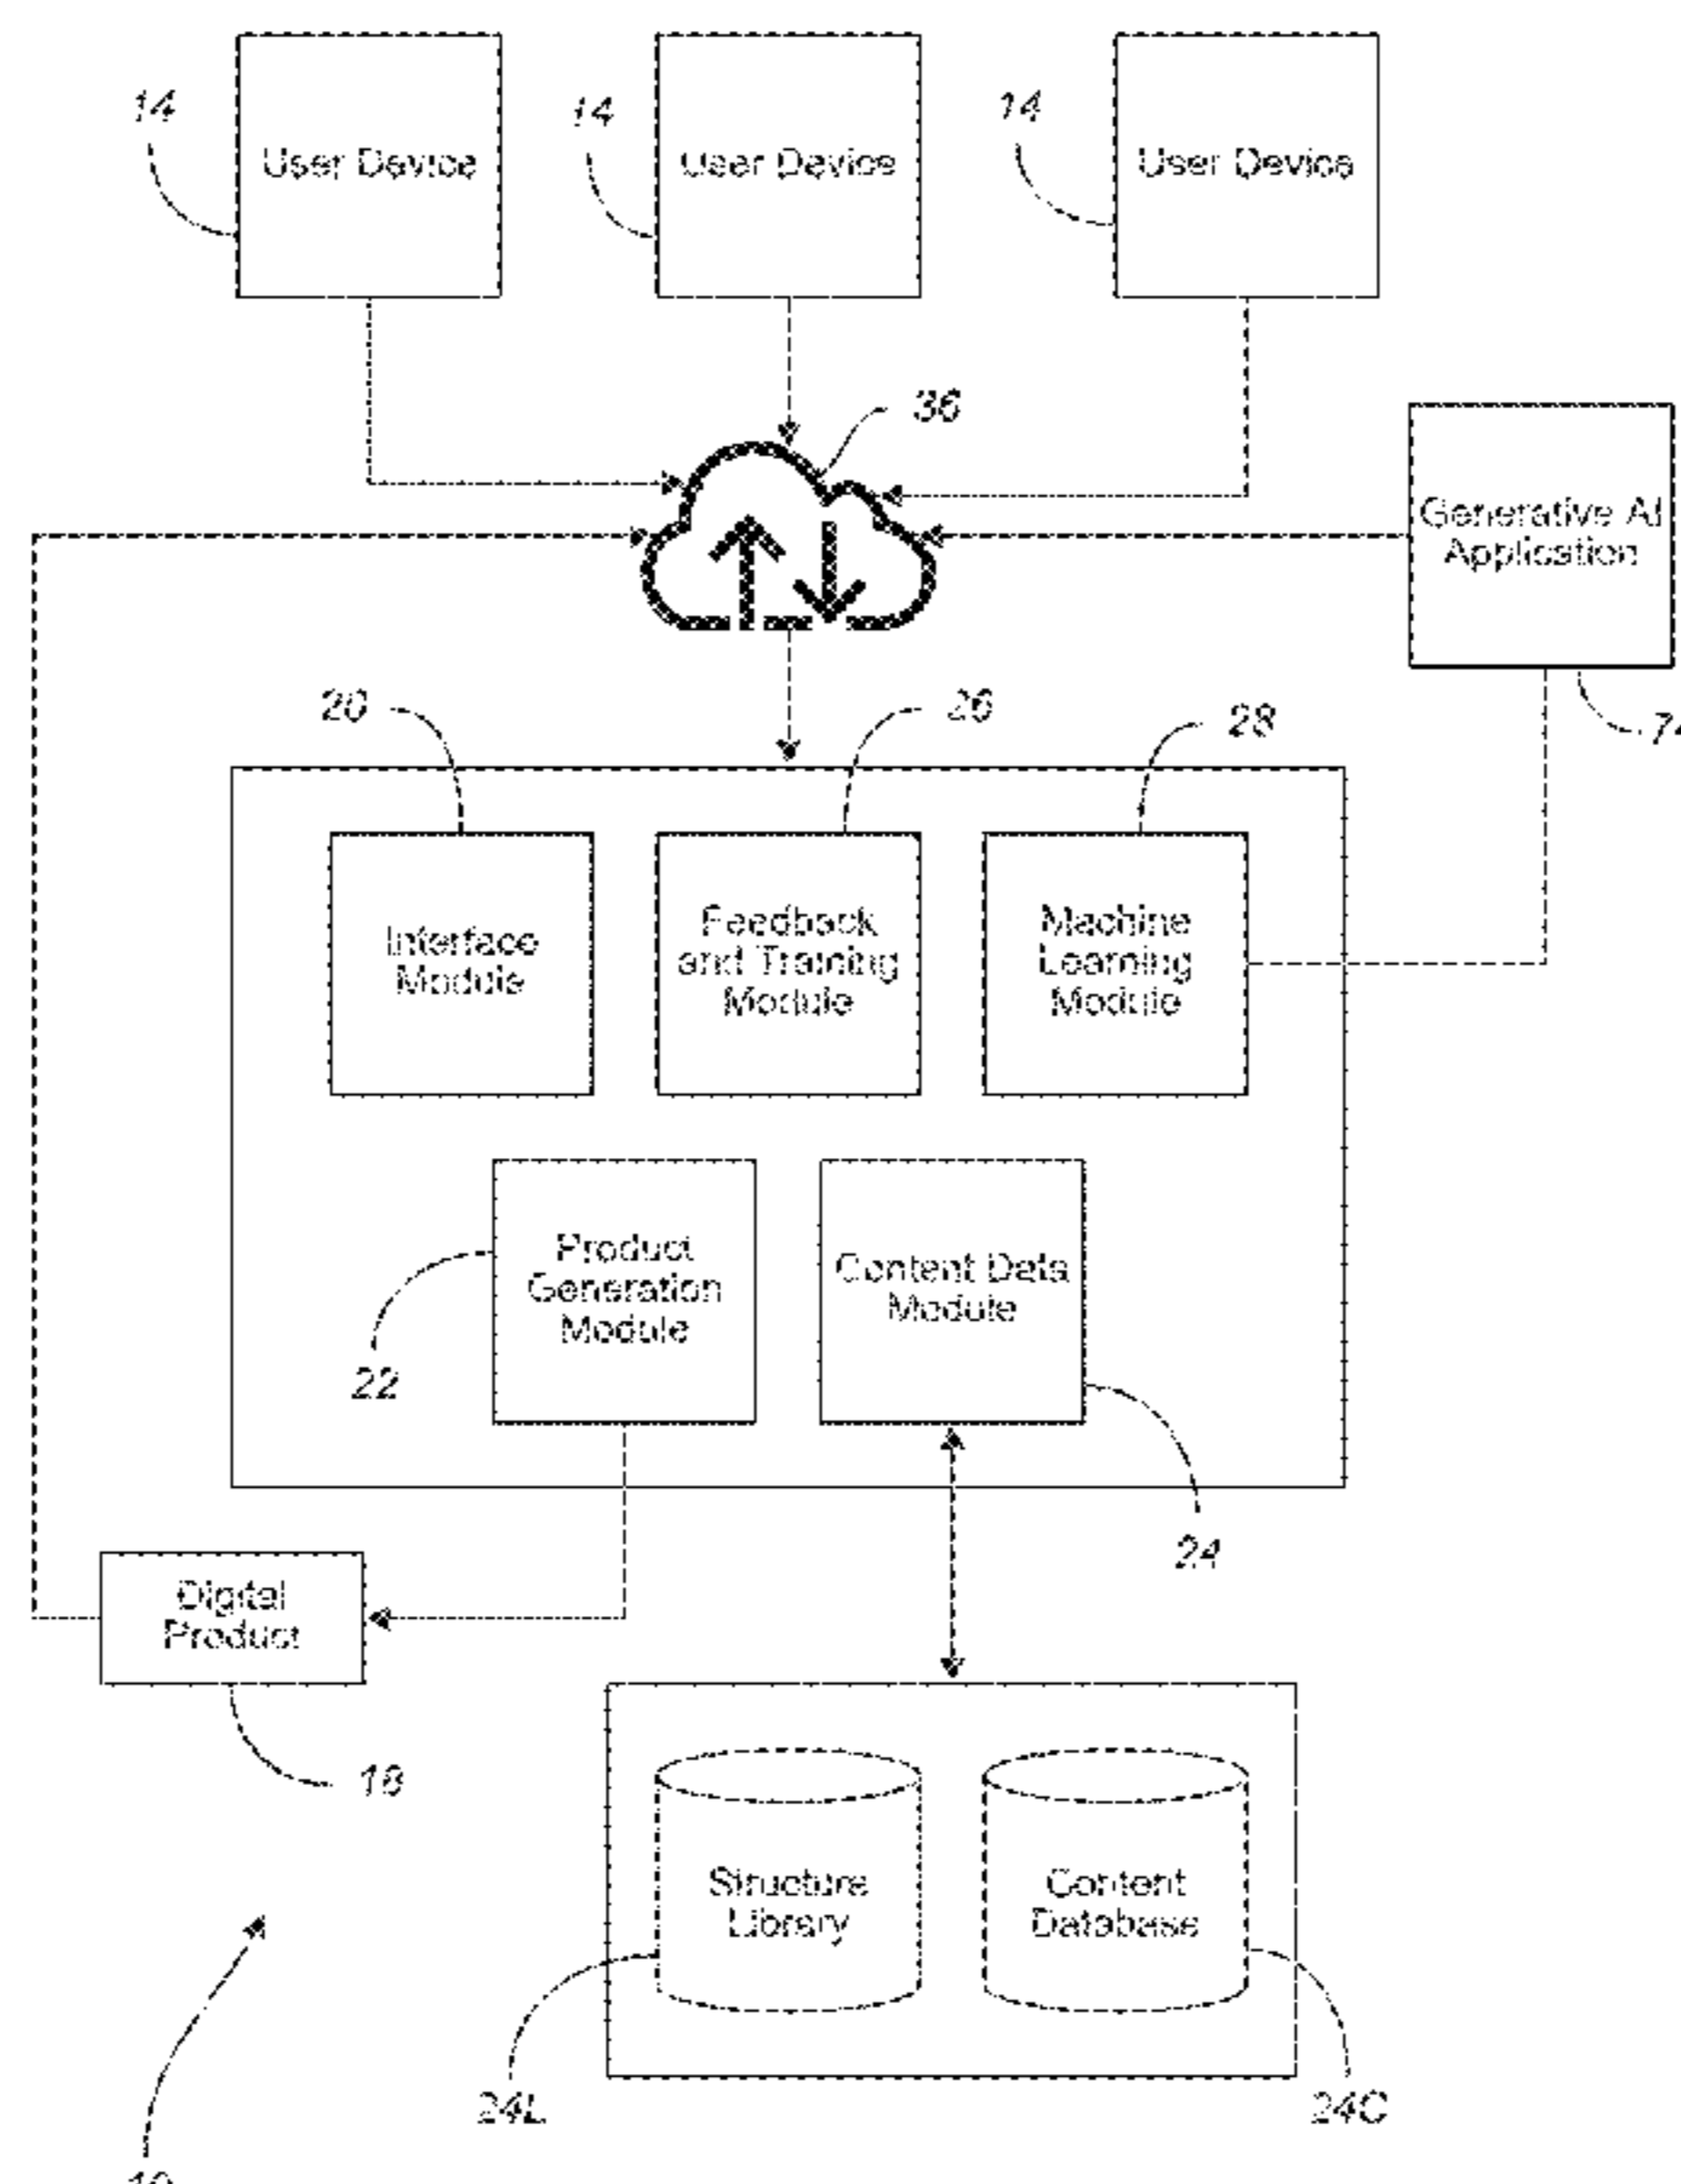 14
14
14
User Device
User Device
User Device
36
Generative AI
Application
20
26
28
Interface
Module
Feedback
and Training
Module
Machine
Learning
Module
Product
Generation
Module
Content Data
Module
22
24
Digital
Product
18
Structure
Library
Content
Database
24L
24C